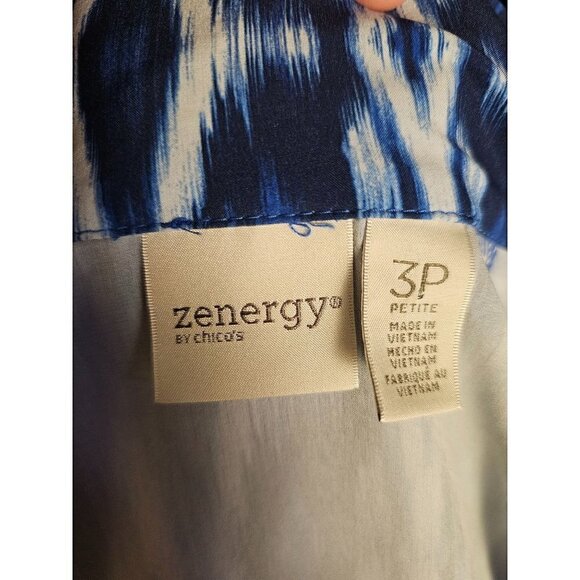 zenergy®
BY chico's
3P
PETITE
MADE IN
VIETNAM
HECHO EN
VIETNAM
FABRIQUÉ AU
VIETNAM